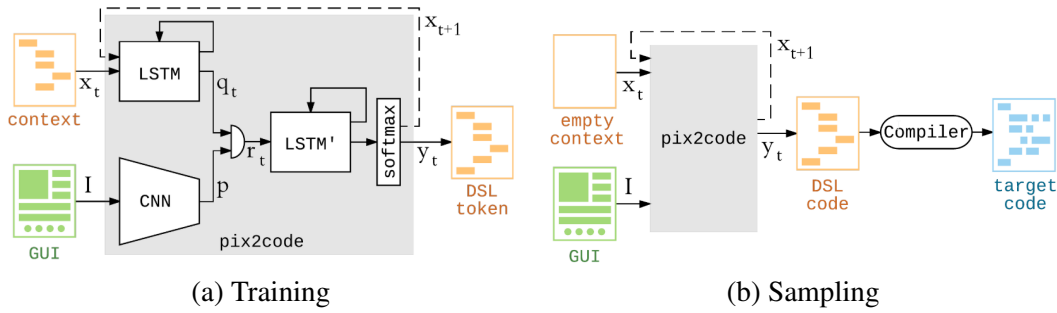 x_{t+1}
LSTM
x_t
q_t
context
LSTM'
softmax
r_t
y_t
I
CNN
p
DSL
token
GUI
pix2code
(a) Training
x_{t+1}
x_t
empty
context
pix2code
y_t
Compiler
I
DSL
code
target
code
GUI
(b) Sampling